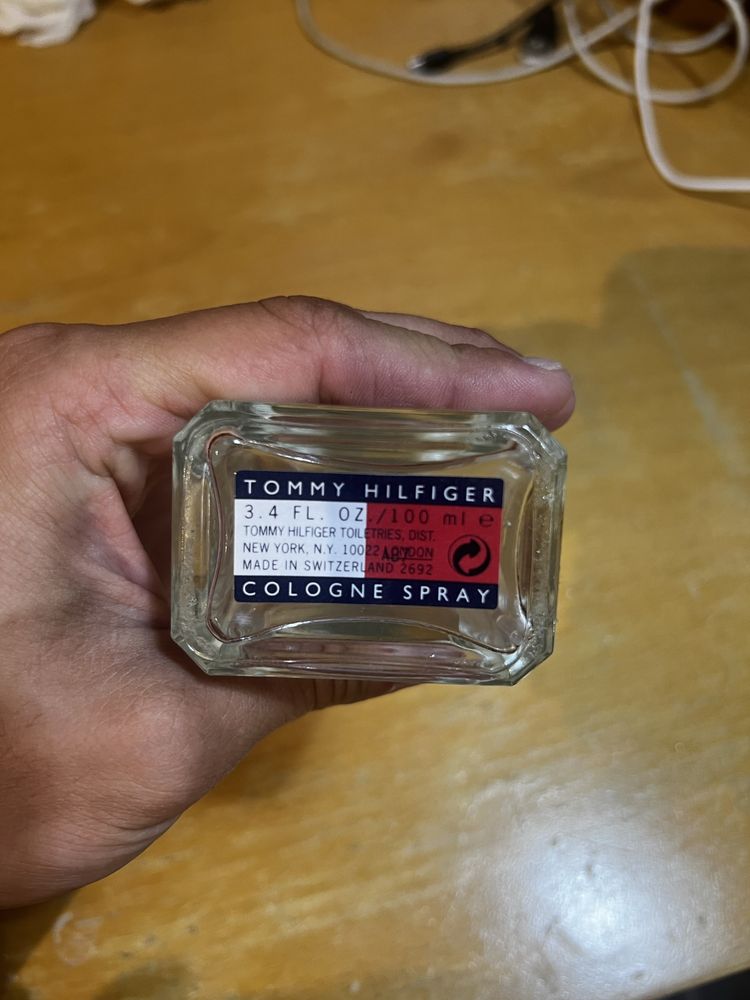 TOMMY HILFIGER
3.4 FL. OZ./100 ml e
TOMMY HILFIGER TOILETRIES, DIST.
NEW YORK, N.Y. 10022 LONDON
MADE IN SWITZERLAND 2692
COLOGNE SPRAY